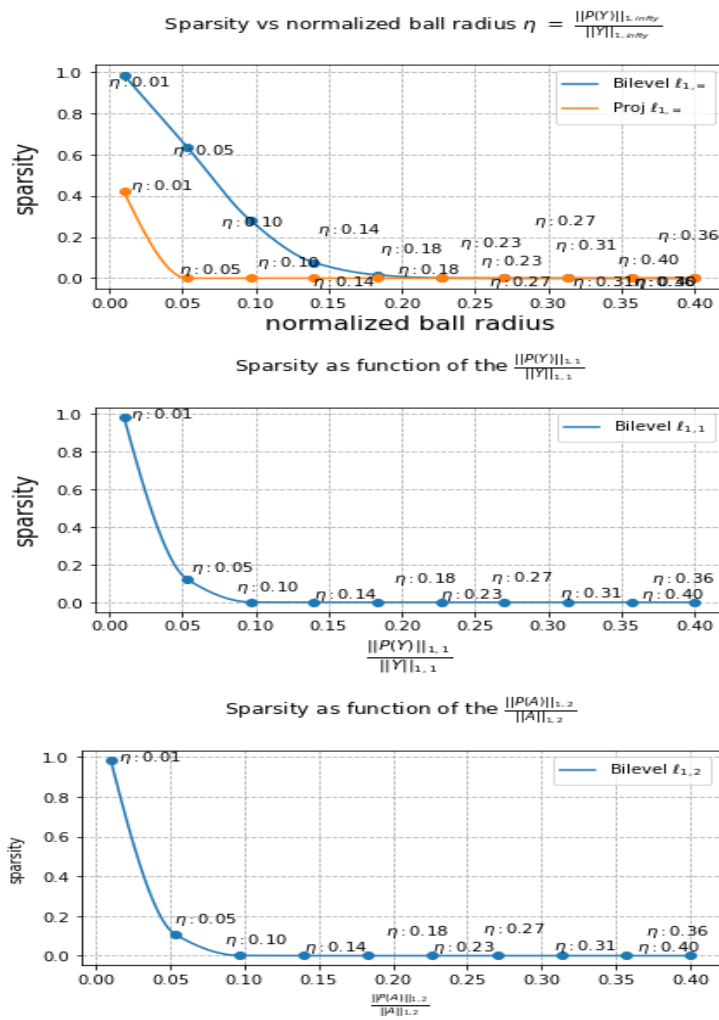 Sparsity vs normalized ball radius η = ||P(Y)||1,infty / ||Y||1,infty
1.0
0.8
0.6
0.4
0.2
0.0
sparsity
η : 0.01
η : 0.05
η : 0.10
η : 0.14
η : 0.18
η : 0.23
η : 0.27
η : 0.31
η : 0.36
η : 0.40
η : 0.01
η : 0.05
η : 0.10
η : 0.14
η : 0.18
η : 0.23
η : 0.27
η : 0.31
η : 0.36
η : 0.40
Bilevel ℓ1,∞
Proj ℓ1,∞
0.00 0.05 0.10 0.15 0.20 0.25 0.30 0.35 0.40
normalized ball radius
Sparsity as function of the ||P(Y)||1,1 / ||Y||1,1
1.0
0.8
0.6
0.4
0.2
0.0
sparsity
η : 0.01
η : 0.05
η : 0.10
η : 0.14
η : 0.18
η : 0.23
η : 0.27
η : 0.31
η : 0.36
η : 0.40
Bilevel ℓ1,1
0.00 0.05 0.10 0.15 0.20 0.25 0.30 0.35 0.40
||P(Y)||1,1
||Y||1,1
Sparsity as function of the ||P(A)||1,2 / ||A||1,2
1.0
0.8
0.6
0.4
0.2
0.0
sparsity
η : 0.01
η : 0.05
η : 0.10
η : 0.14
η : 0.18
η : 0.23
η : 0.27
η : 0.31
η : 0.36
η : 0.40
Bilevel ℓ1,2
0.00 0.05 0.10 0.15 0.20 0.25 0.30 0.35 0.40
||P(A)||1,2
||A||1,2